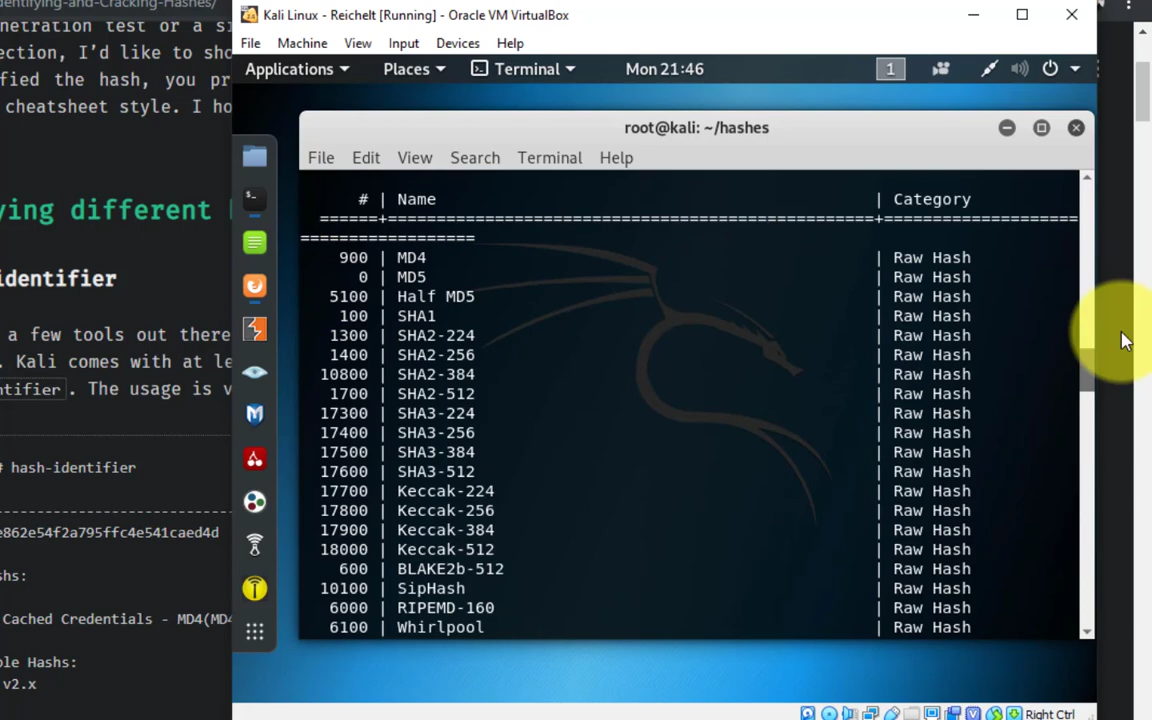 dentifying-and-Cracking-Hashes/
netration test or a si
ection, I'd like to sho
fied the hash, you pr
cheatsheet style. I ho
ying different
identifier
a few tools out there
. Kali comes with at le
ntifier . The usage is v
# hash-identifier
e862e54f2a795ffc4e541caed4d
shs:
Cached Credentials - MD4(MD4
le Hashs:
v2.x
Kali Linux - Reichelt [Running] - Oracle VM VirtualBox
File Machine View Input Devices Help
Applications Places Terminal Mon 21:46 1
root@kali: ~/hashes
File Edit View Search Terminal Help
# | Name | Category
======+==================================================+=====================
==================
900 | MD4 | Raw Hash
0 | MD5 | Raw Hash
5100 | Half MD5 | Raw Hash
100 | SHA1 | Raw Hash
1300 | SHA2-224 | Raw Hash
1400 | SHA2-256 | Raw Hash
10800 | SHA2-384 | Raw Hash
1700 | SHA2-512 | Raw Hash
17300 | SHA3-224 | Raw Hash
17400 | SHA3-256 | Raw Hash
17500 | SHA3-384 | Raw Hash
17600 | SHA3-512 | Raw Hash
17700 | Keccak-224 | Raw Hash
17800 | Keccak-256 | Raw Hash
17900 | Keccak-384 | Raw Hash
18000 | Keccak-512 | Raw Hash
600 | BLAKE2b-512 | Raw Hash
10100 | SipHash | Raw Hash
6000 | RIPEMD-160 | Raw Hash
6100 | Whirlpool | Raw Hash
Right Ctrl